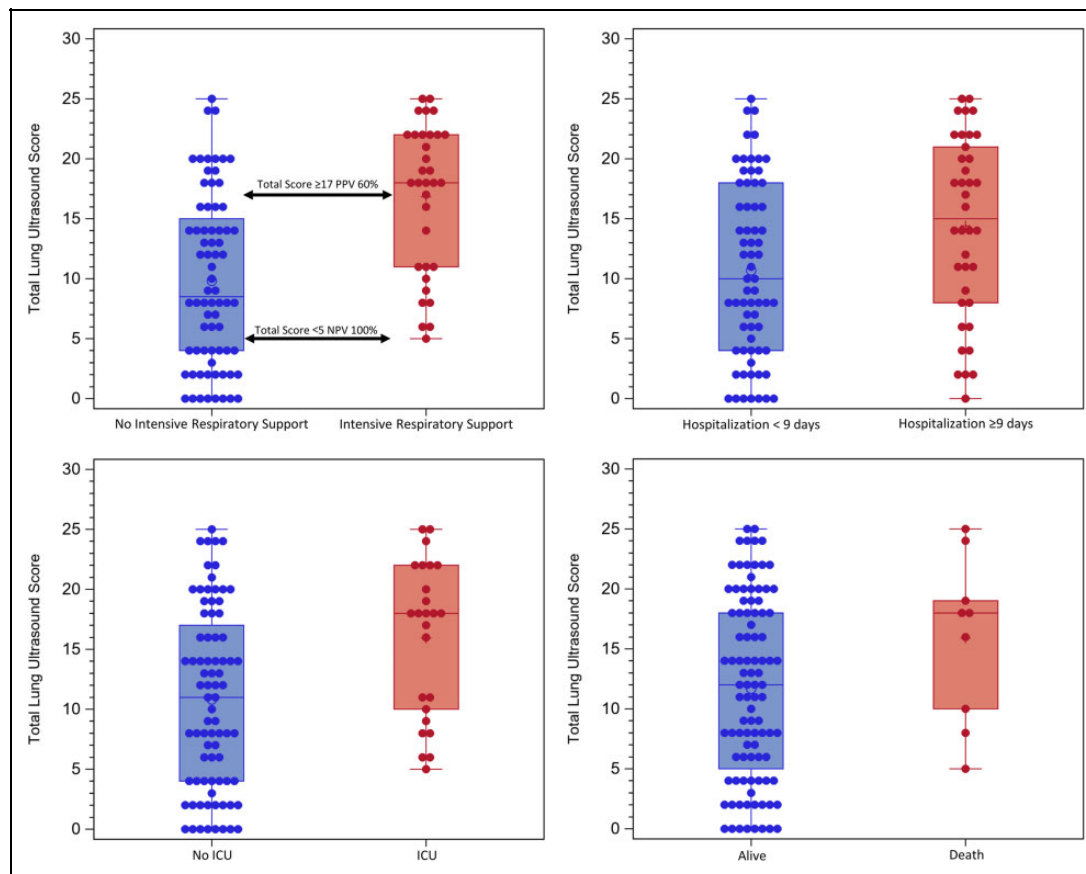 Total Lung Ultrasound Score
30
25
20
15
10
5
0
Total Score ≥17 PPV 60%
Total Score <5 NPV 100%
No Intensive Respiratory Support
Intensive Respiratory Support
Total Lung Ultrasound Score
30
25
20
15
10
5
0
Hospitalization < 9 days
Hospitalization ≥9 days
Total Lung Ultrasound Score
30
25
20
15
10
5
0
No ICU
ICU
Total Lung Ultrasound Score
30
25
20
15
10
5
0
Alive
Death